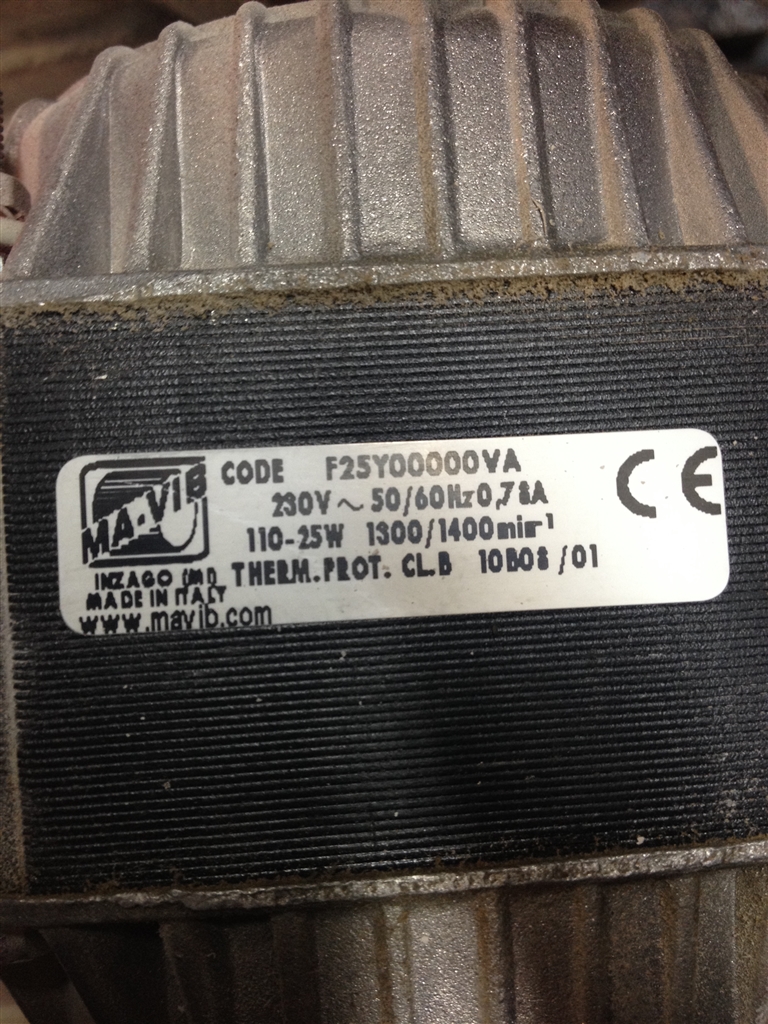 MA-VIB
CODE F25Y00000VA
230V ~ 50/60Hz 0,78A
110-25W 1300/1400min⁻¹
THERM.PROT. CL.B 10B08/01
INZAGO (MI)
MADE IN ITALY
www.mavib.com
CE